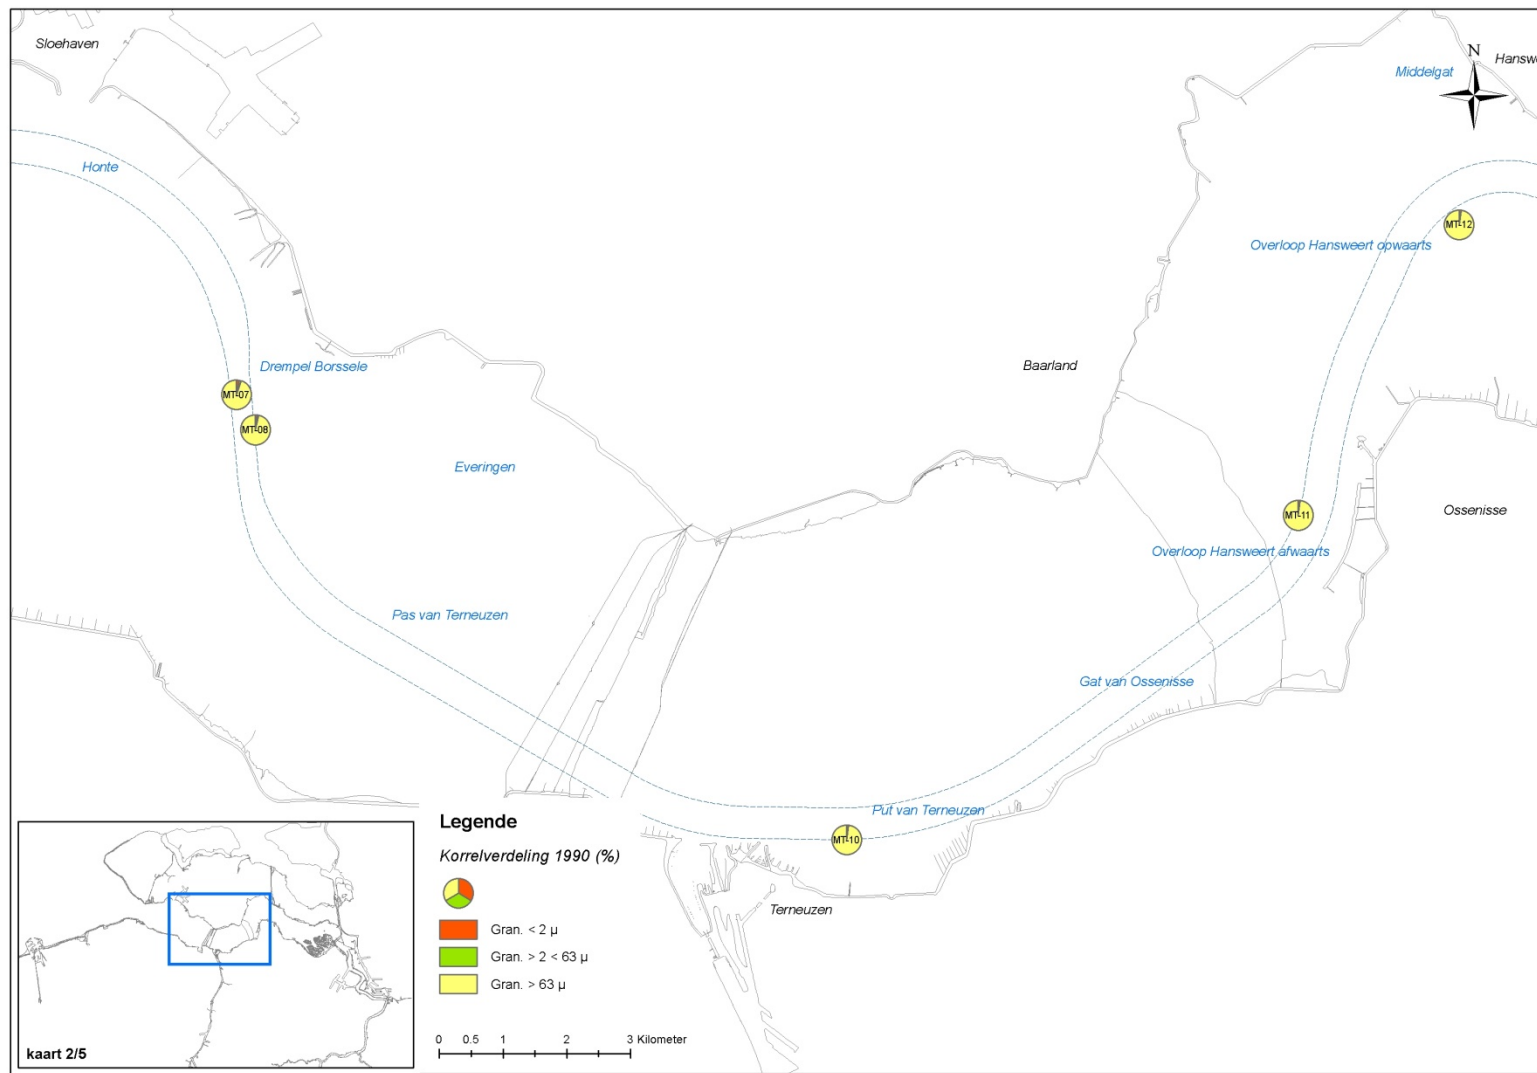 Sloehaven
Middelgat
N
Hansw
Honte
MT-12
Overloop Hansweert opwaarts
Drempel Borssele
Baarland
MT-07
MT-08
Everingen
MT-11
Ossenisse
Overloop Hansweert afwaarts
Pas van Terneuzen
Gat van Ossenisse
Put van Terneuzen
MT-10
Terneuzen
Legende
Korrelverdeling 1990 (%)
Gran. < 2 µ
Gran. > 2 < 63 µ
Gran. > 63 µ
0 0.5 1 2 3 Kilometer
kaart 2/5